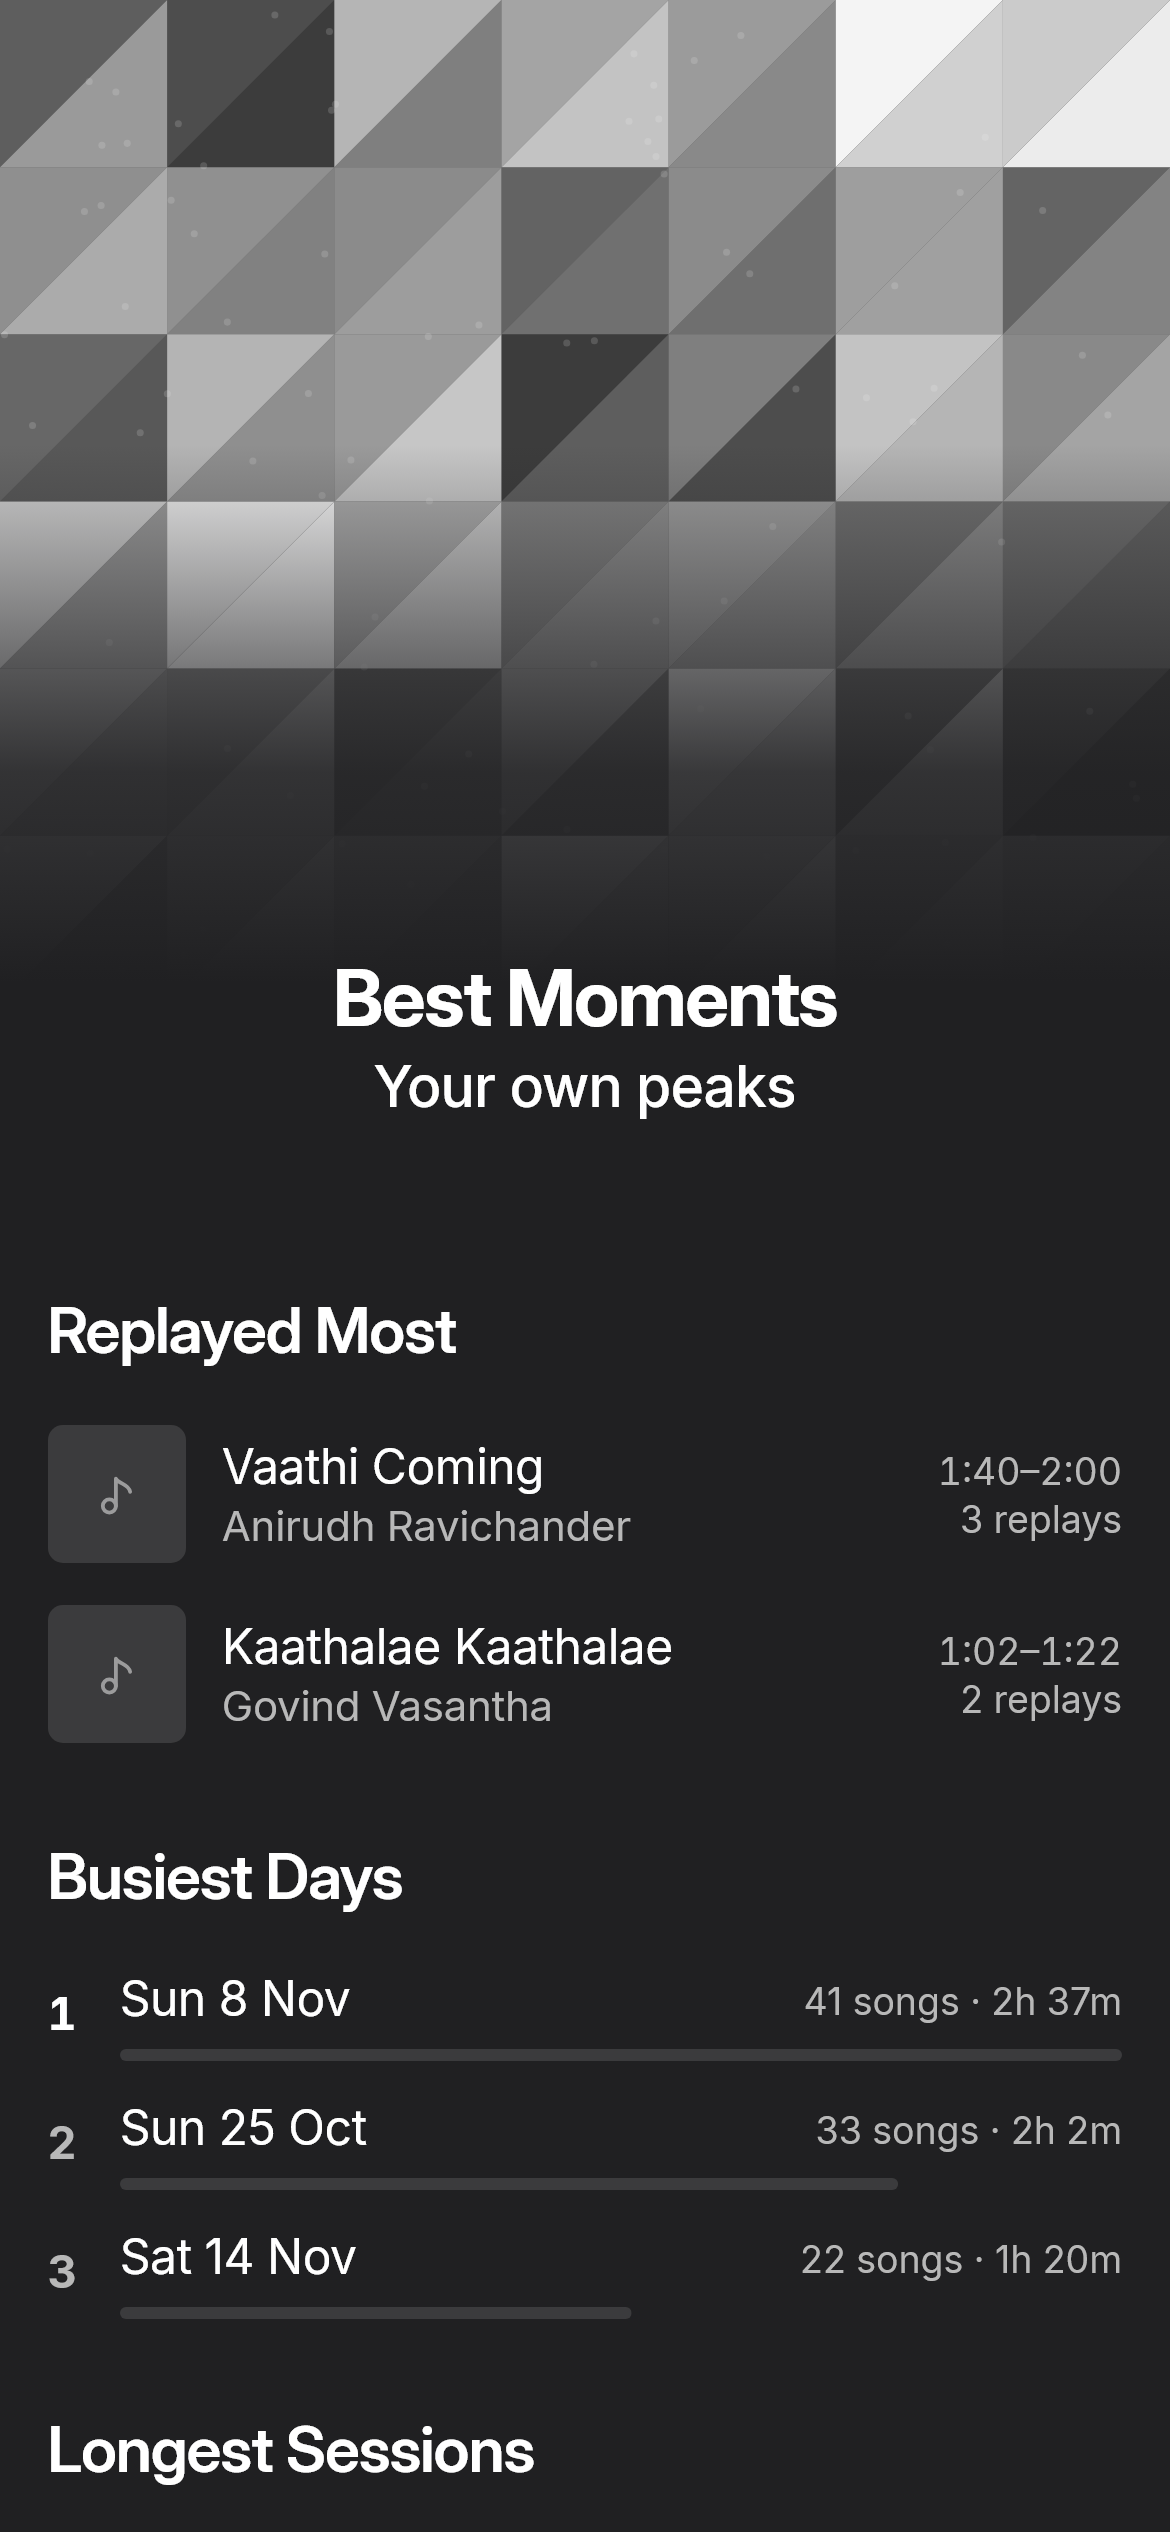 Best Moments
Your own peaks
Replayed Most
Vaathi Coming
Anirudh Ravichander
1:40–2:00
3 replays
Kaathalae Kaathalae
Govind Vasantha
1:02–1:22
2 replays
Busiest Days
1 Sun 8 Nov 41 songs · 2h 37m
2 Sun 25 Oct 33 songs · 2h 2m
3 Sat 14 Nov 22 songs · 1h 20m
Longest Sessions